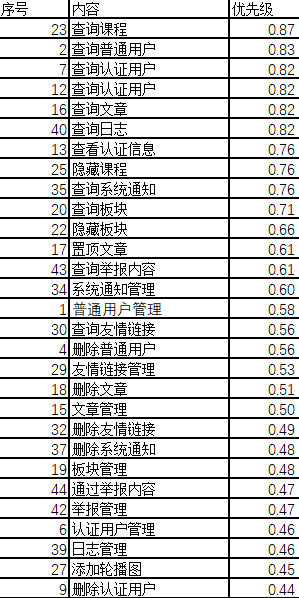 序号 内容 优先级
23 查询课程 0.87
2 查询普通用户 0.83
7 查询认证用户 0.82
12 查询认证用户 0.82
16 查询文章 0.82
40 查询日志 0.82
13 查看认证信息 0.76
25 隐藏课程 0.76
35 查询系统通知 0.76
20 查询板块 0.71
22 隐藏板块 0.66
17 置顶文章 0.61
43 查询举报内容 0.61
34 系统通知管理 0.60
1 普通用户管理 0.58
30 查询友情链接 0.56
4 删除普通用户 0.56
29 友情链接管理 0.53
18 删除文章 0.51
15 文章管理 0.50
32 删除友情链接 0.49
37 删除系统通知 0.48
19 板块管理 0.48
44 通过举报内容 0.47
42 举报管理 0.47
6 认证用户管理 0.46
39 日志管理 0.46
27 添加轮播图 0.45
9 删除认证用户 0.44